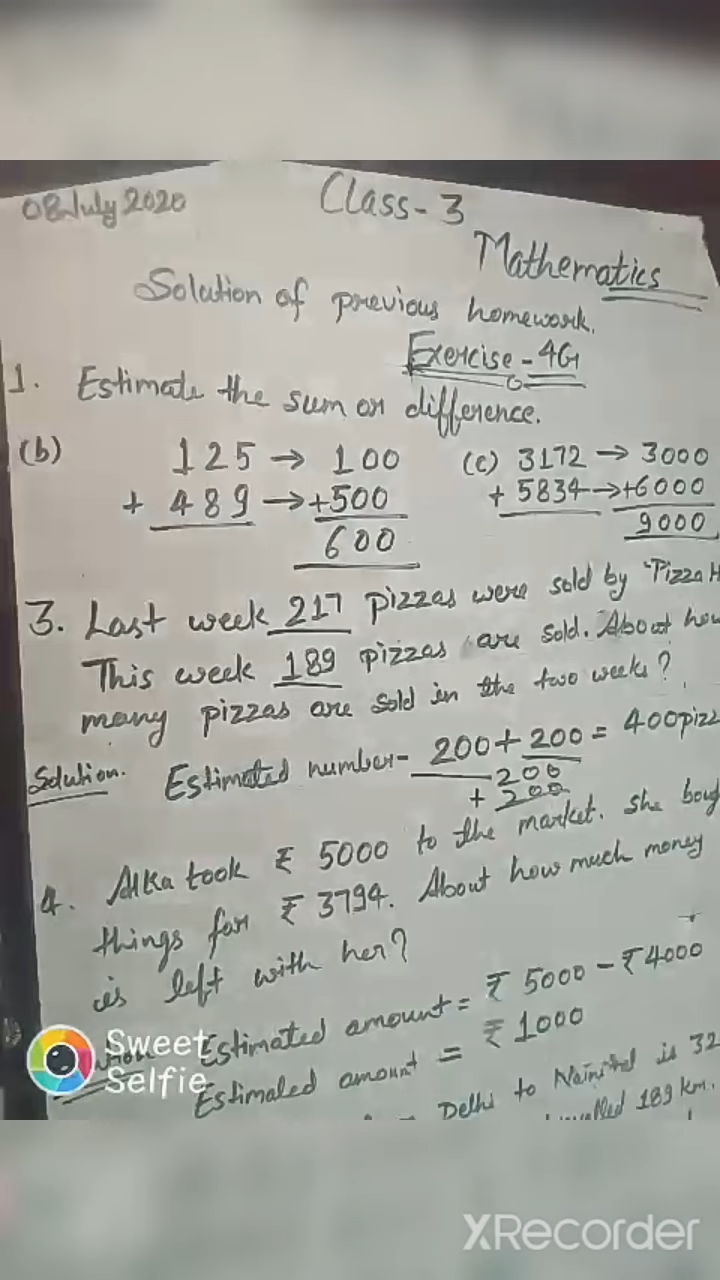 08 July 2020
Class - 3
Mathematics
Solution of previous homework.
Exercise - 4G
1. Estimate the sum or difference.
(b) 125 → 100 (c) 3172 → 3000
+ 489 → +500 + 5834 → +6000
600 9000
3. Last week 217 pizzas were sold by "Pizza H
This week 189 pizzas are sold. About how
many pizzas are sold in the two weeks?
Solution. Estimated number - 200 + 200 = 400 pizz
200
+ 200
4. Alka took ₹ 5000 to the market. She boug
things for ₹ 3794. About how much money
is left with her?
Estimated amount = ₹ 5000 - ₹ 4000
Estimated amount = ₹ 1000
Delhi to Nainital is 32
189 km.
Sweet
Selfie
XRecorder